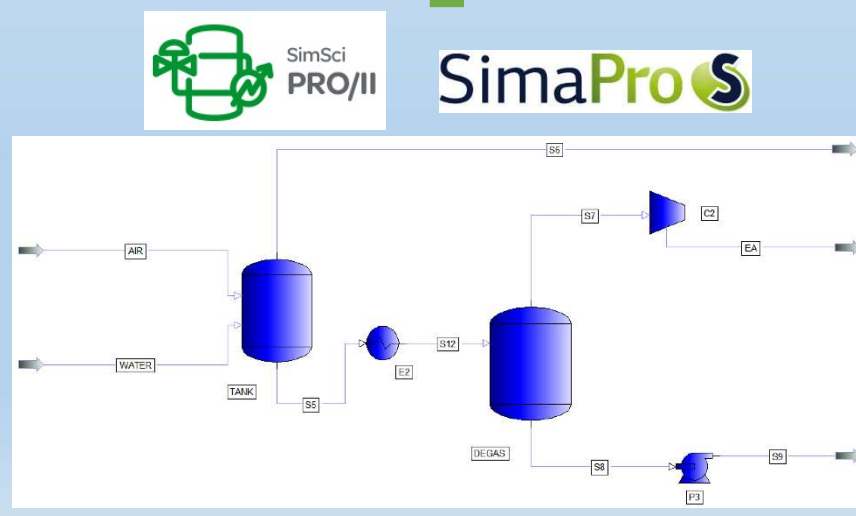 SimSci
PRO/II
SimaPro S
S6
S7
C2
AIR
EA
S12
WATER
E2
TANK
S5
DEGAS
S8
S9
P3